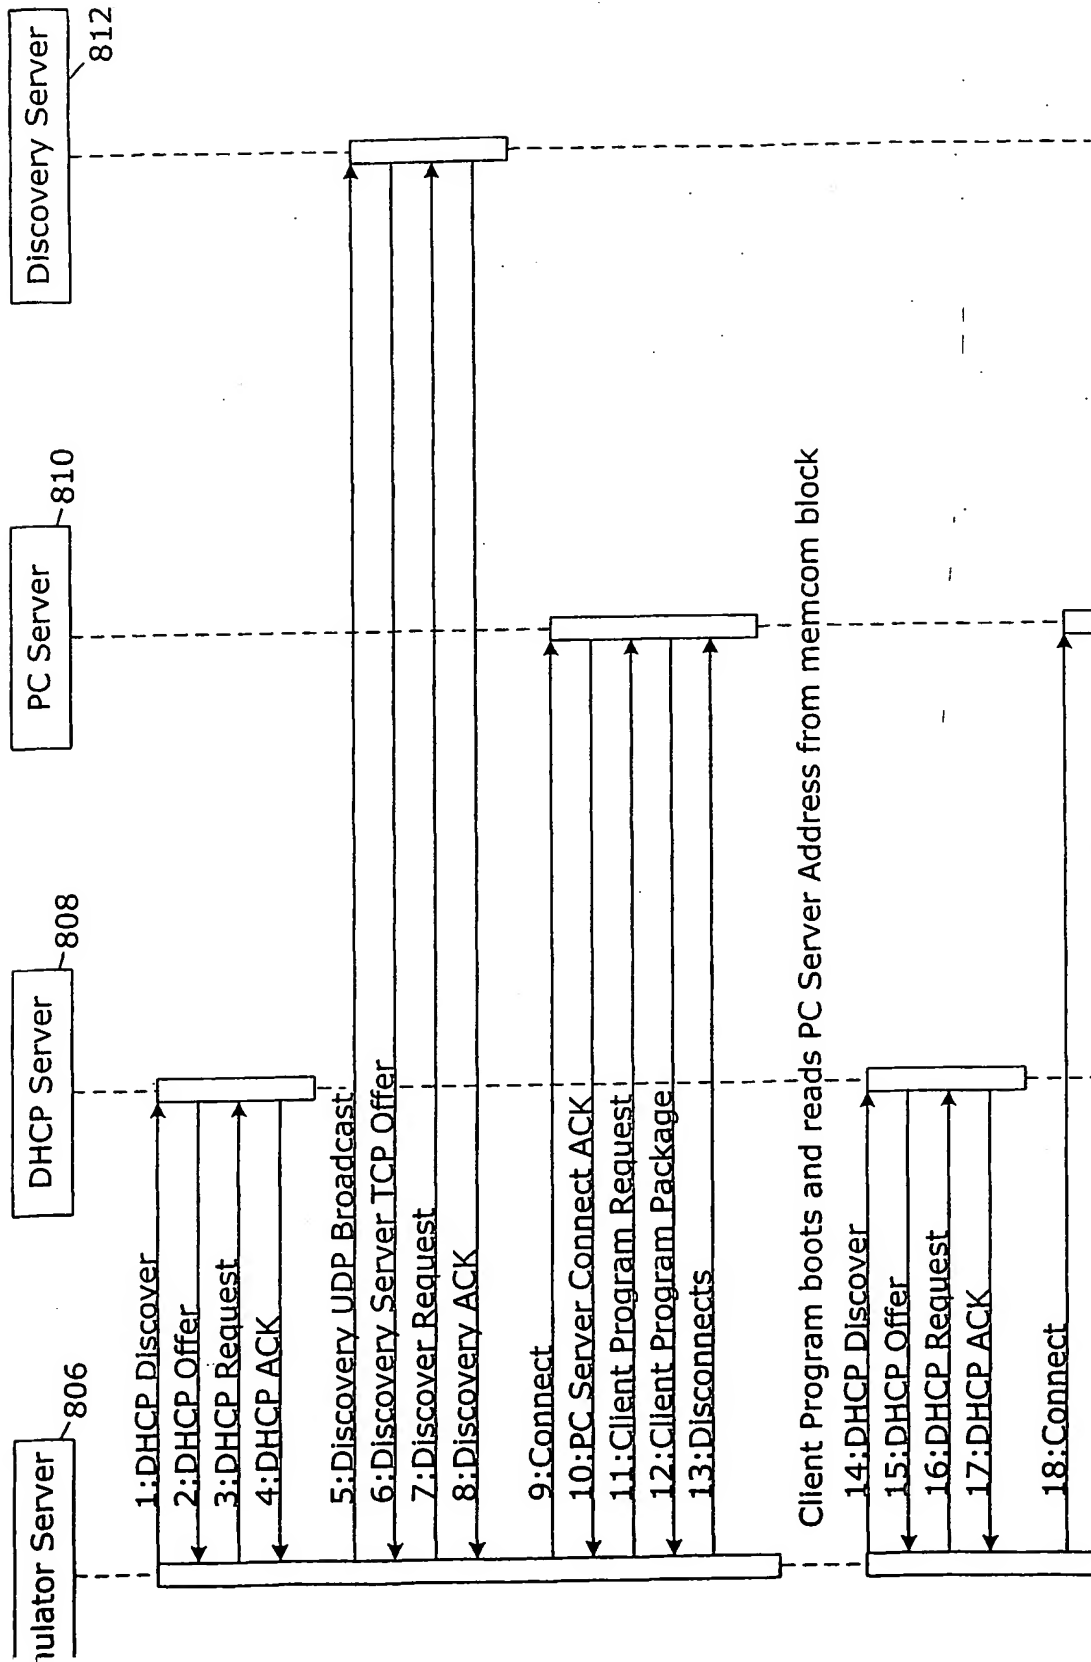 nulator Server
806
DHCP Server
808
PC Server
810
Discovery Server
812
1:DHCP Discover
2:DHCP Offer
3:DHCP Request
4:DHCP ACK
5:Discovery UDP Broadcast
6:Discovery Server TCP Offer
7:Discover Request
8:Discovery ACK
9:Connect
10:PC Server Connect ACK
11:Client Program Request
12:Client Program Package
13:Disconnects
Client Program boots and reads PC Server Address from memcom block
14:DHCP Discover
15:DHCP Offer
16:DHCP Request
17:DHCP ACK
18:Connect